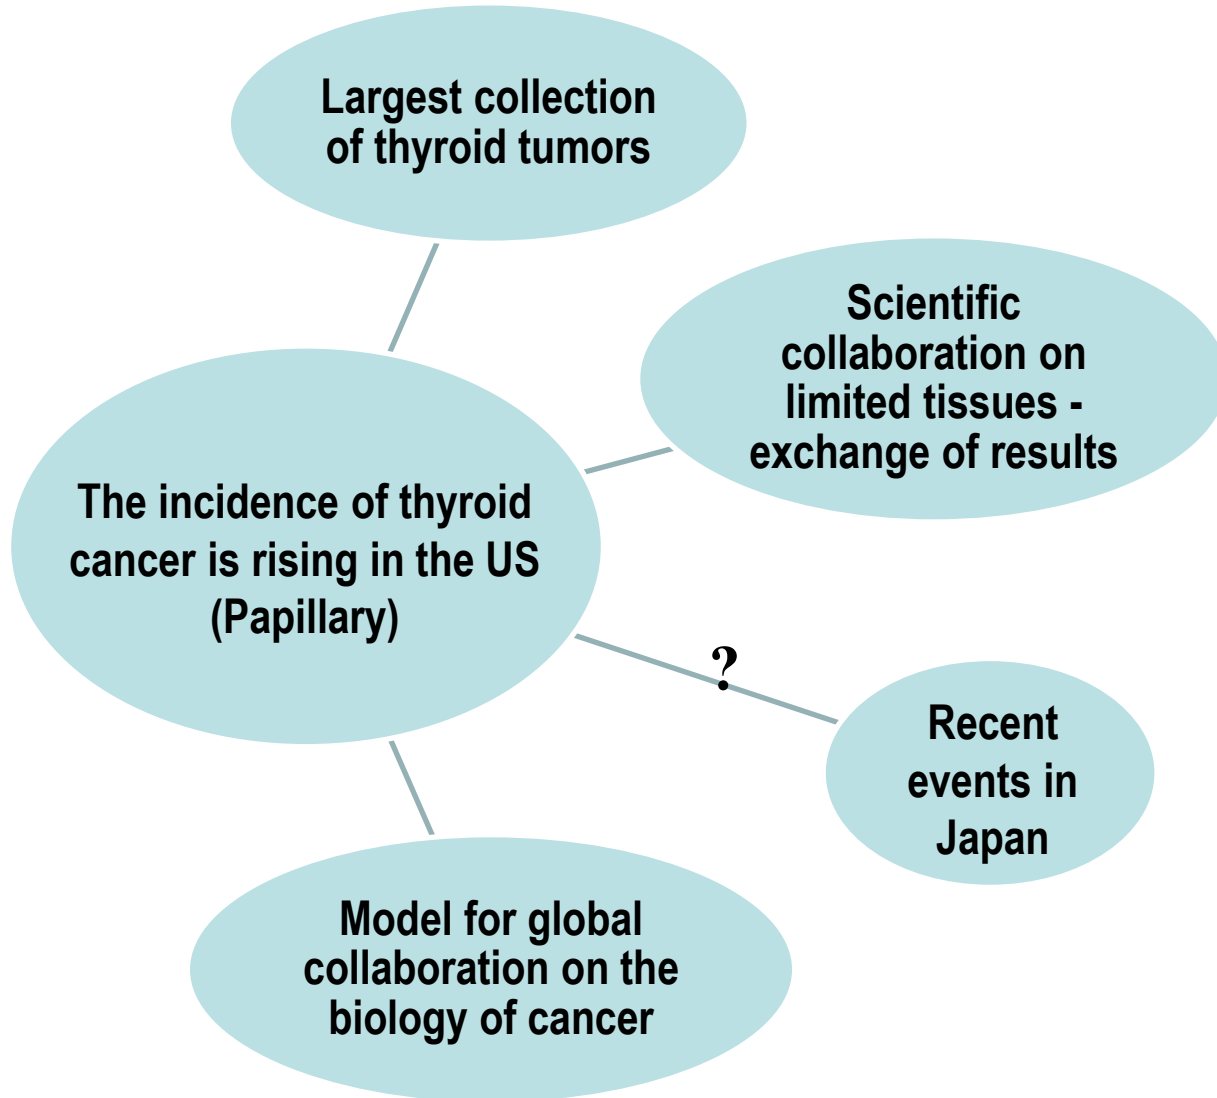 Largest collection
of thyroid tumors
Scientific
collaboration on
limited tissues -
exchange of results
The incidence of thyroid
cancer is rising in the US
(Papillary)
?
Recent
events in
Japan
Model for global
collaboration on the
biology of cancer